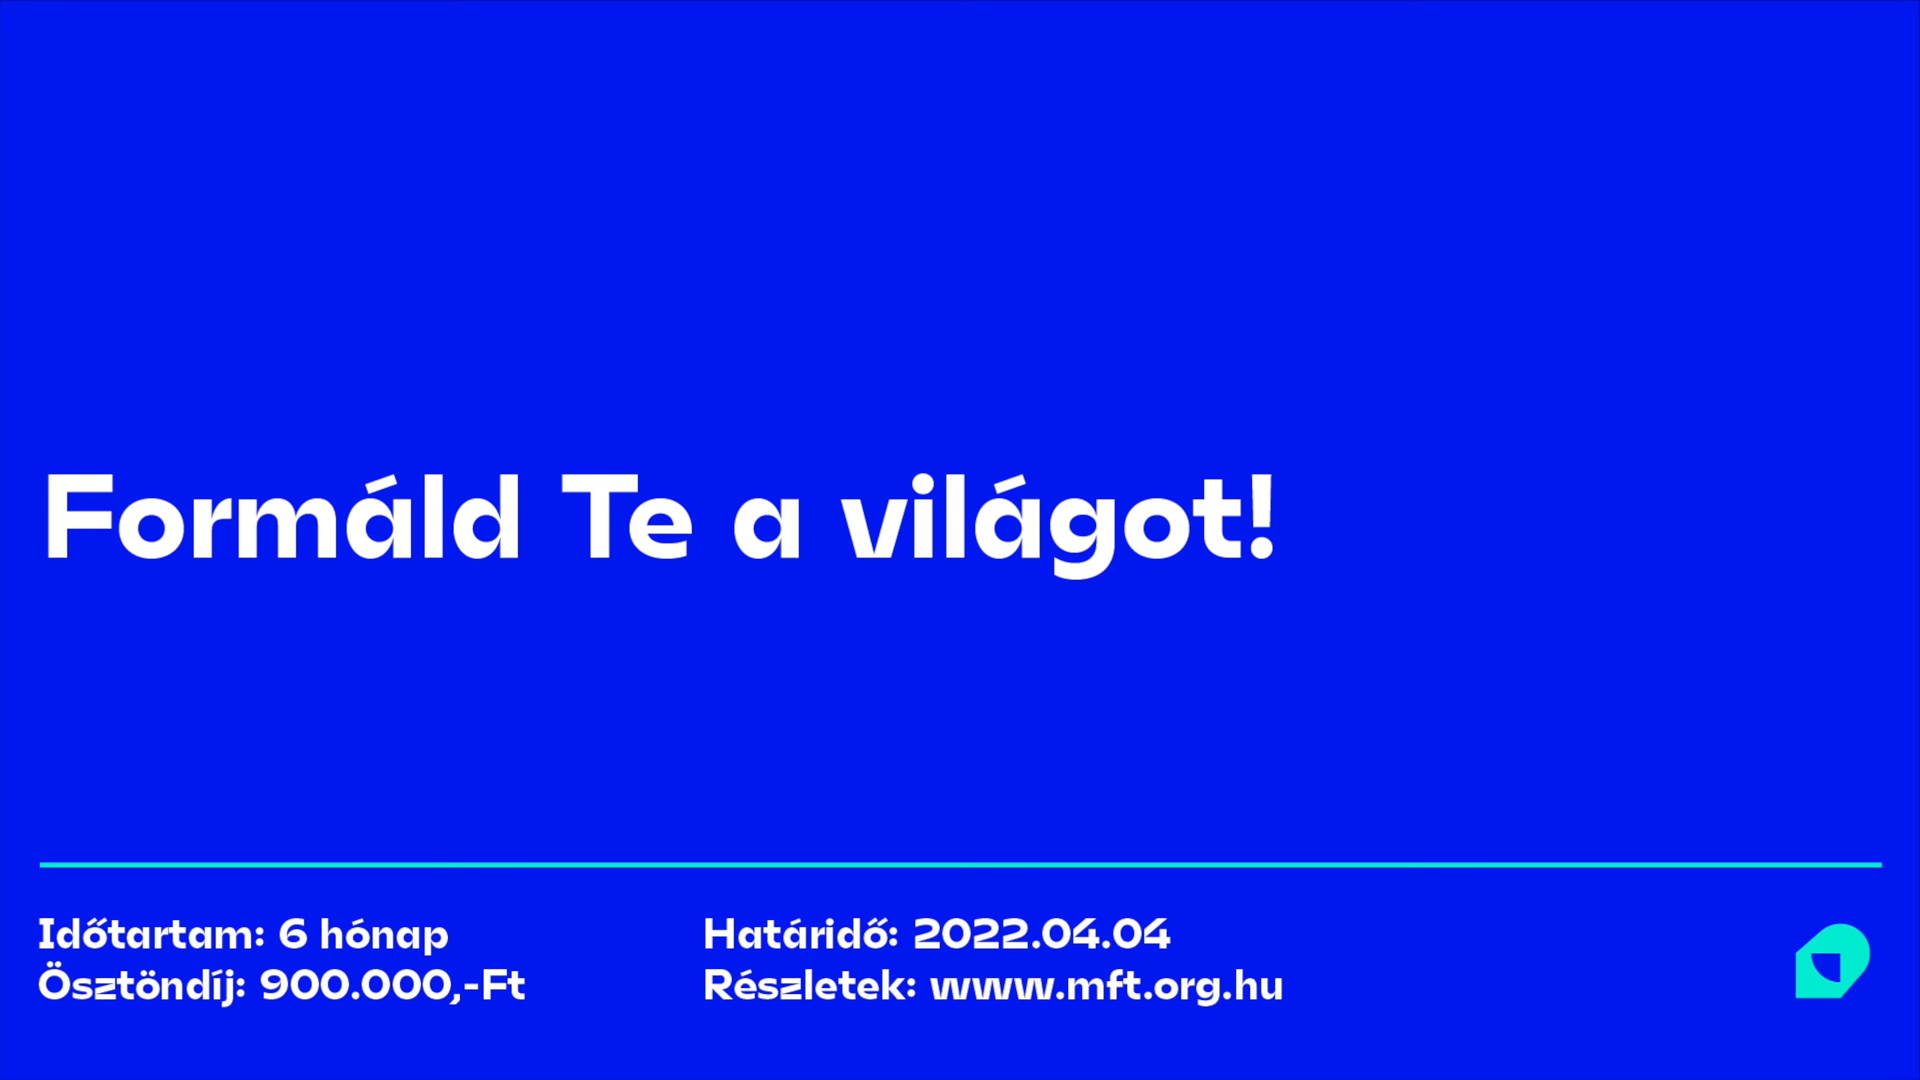 Formáld Te a világot!
Időtartam: 6 hónap
Ösztöndíj: 900.000,-Ft
Határidő: 2022.04.04
Részletek: www.mft.org.hu